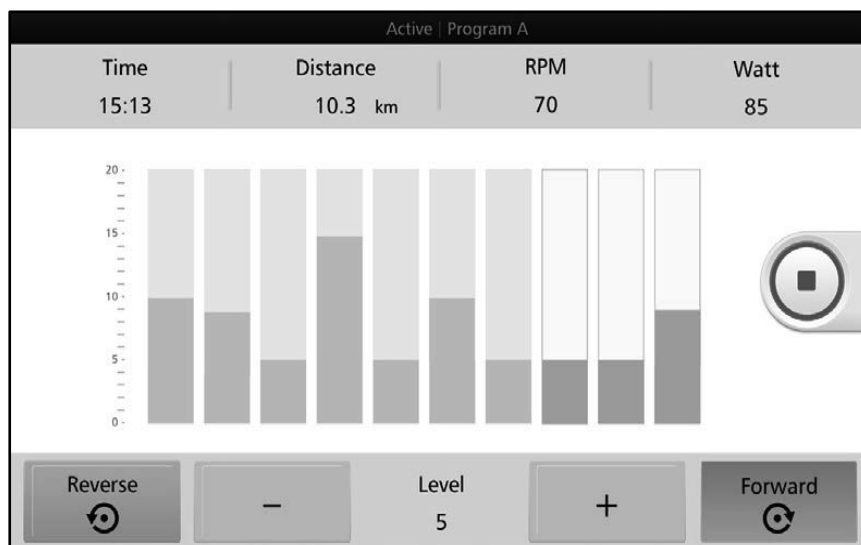 Active | Program A
Time
15:13
Distance
10.3 km
RPM
70
Watt
85
20
15
10
5
0
Reverse
−
Level
5
+
Forward